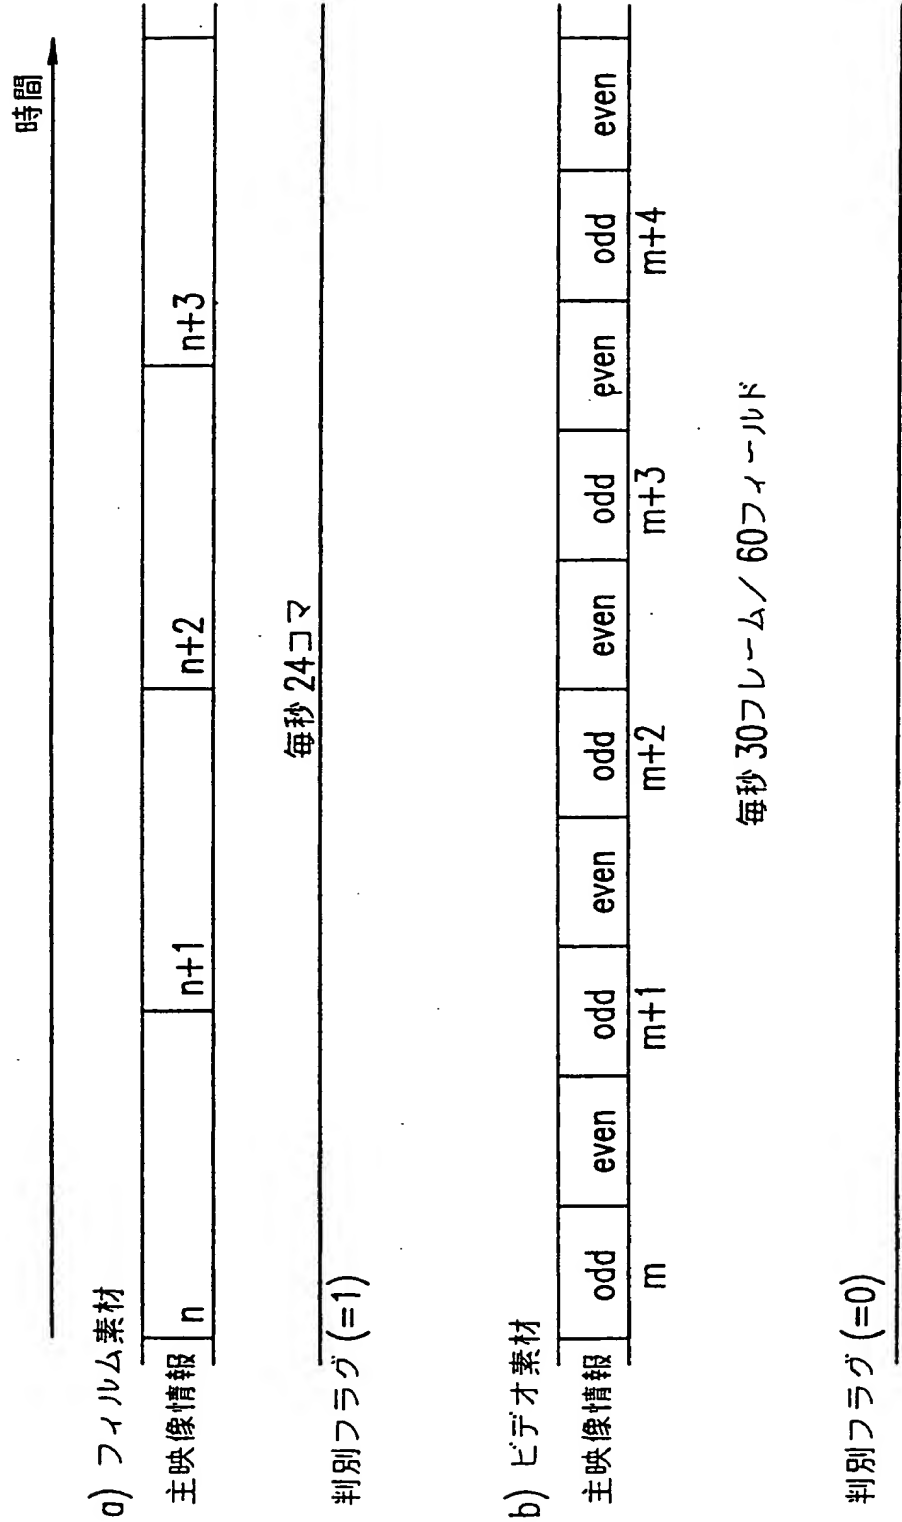 時間
a) フィルム素材
主映像情報
n n+1 n+2 n+3
毎秒24コマ
判別フラグ (=1)
b) ビデオ素材
主映像情報
odd even odd even odd even odd even odd even
m m+1 m+2 m+3 m+4
毎秒30フレーム/60フィールド
判別フラグ (=0)